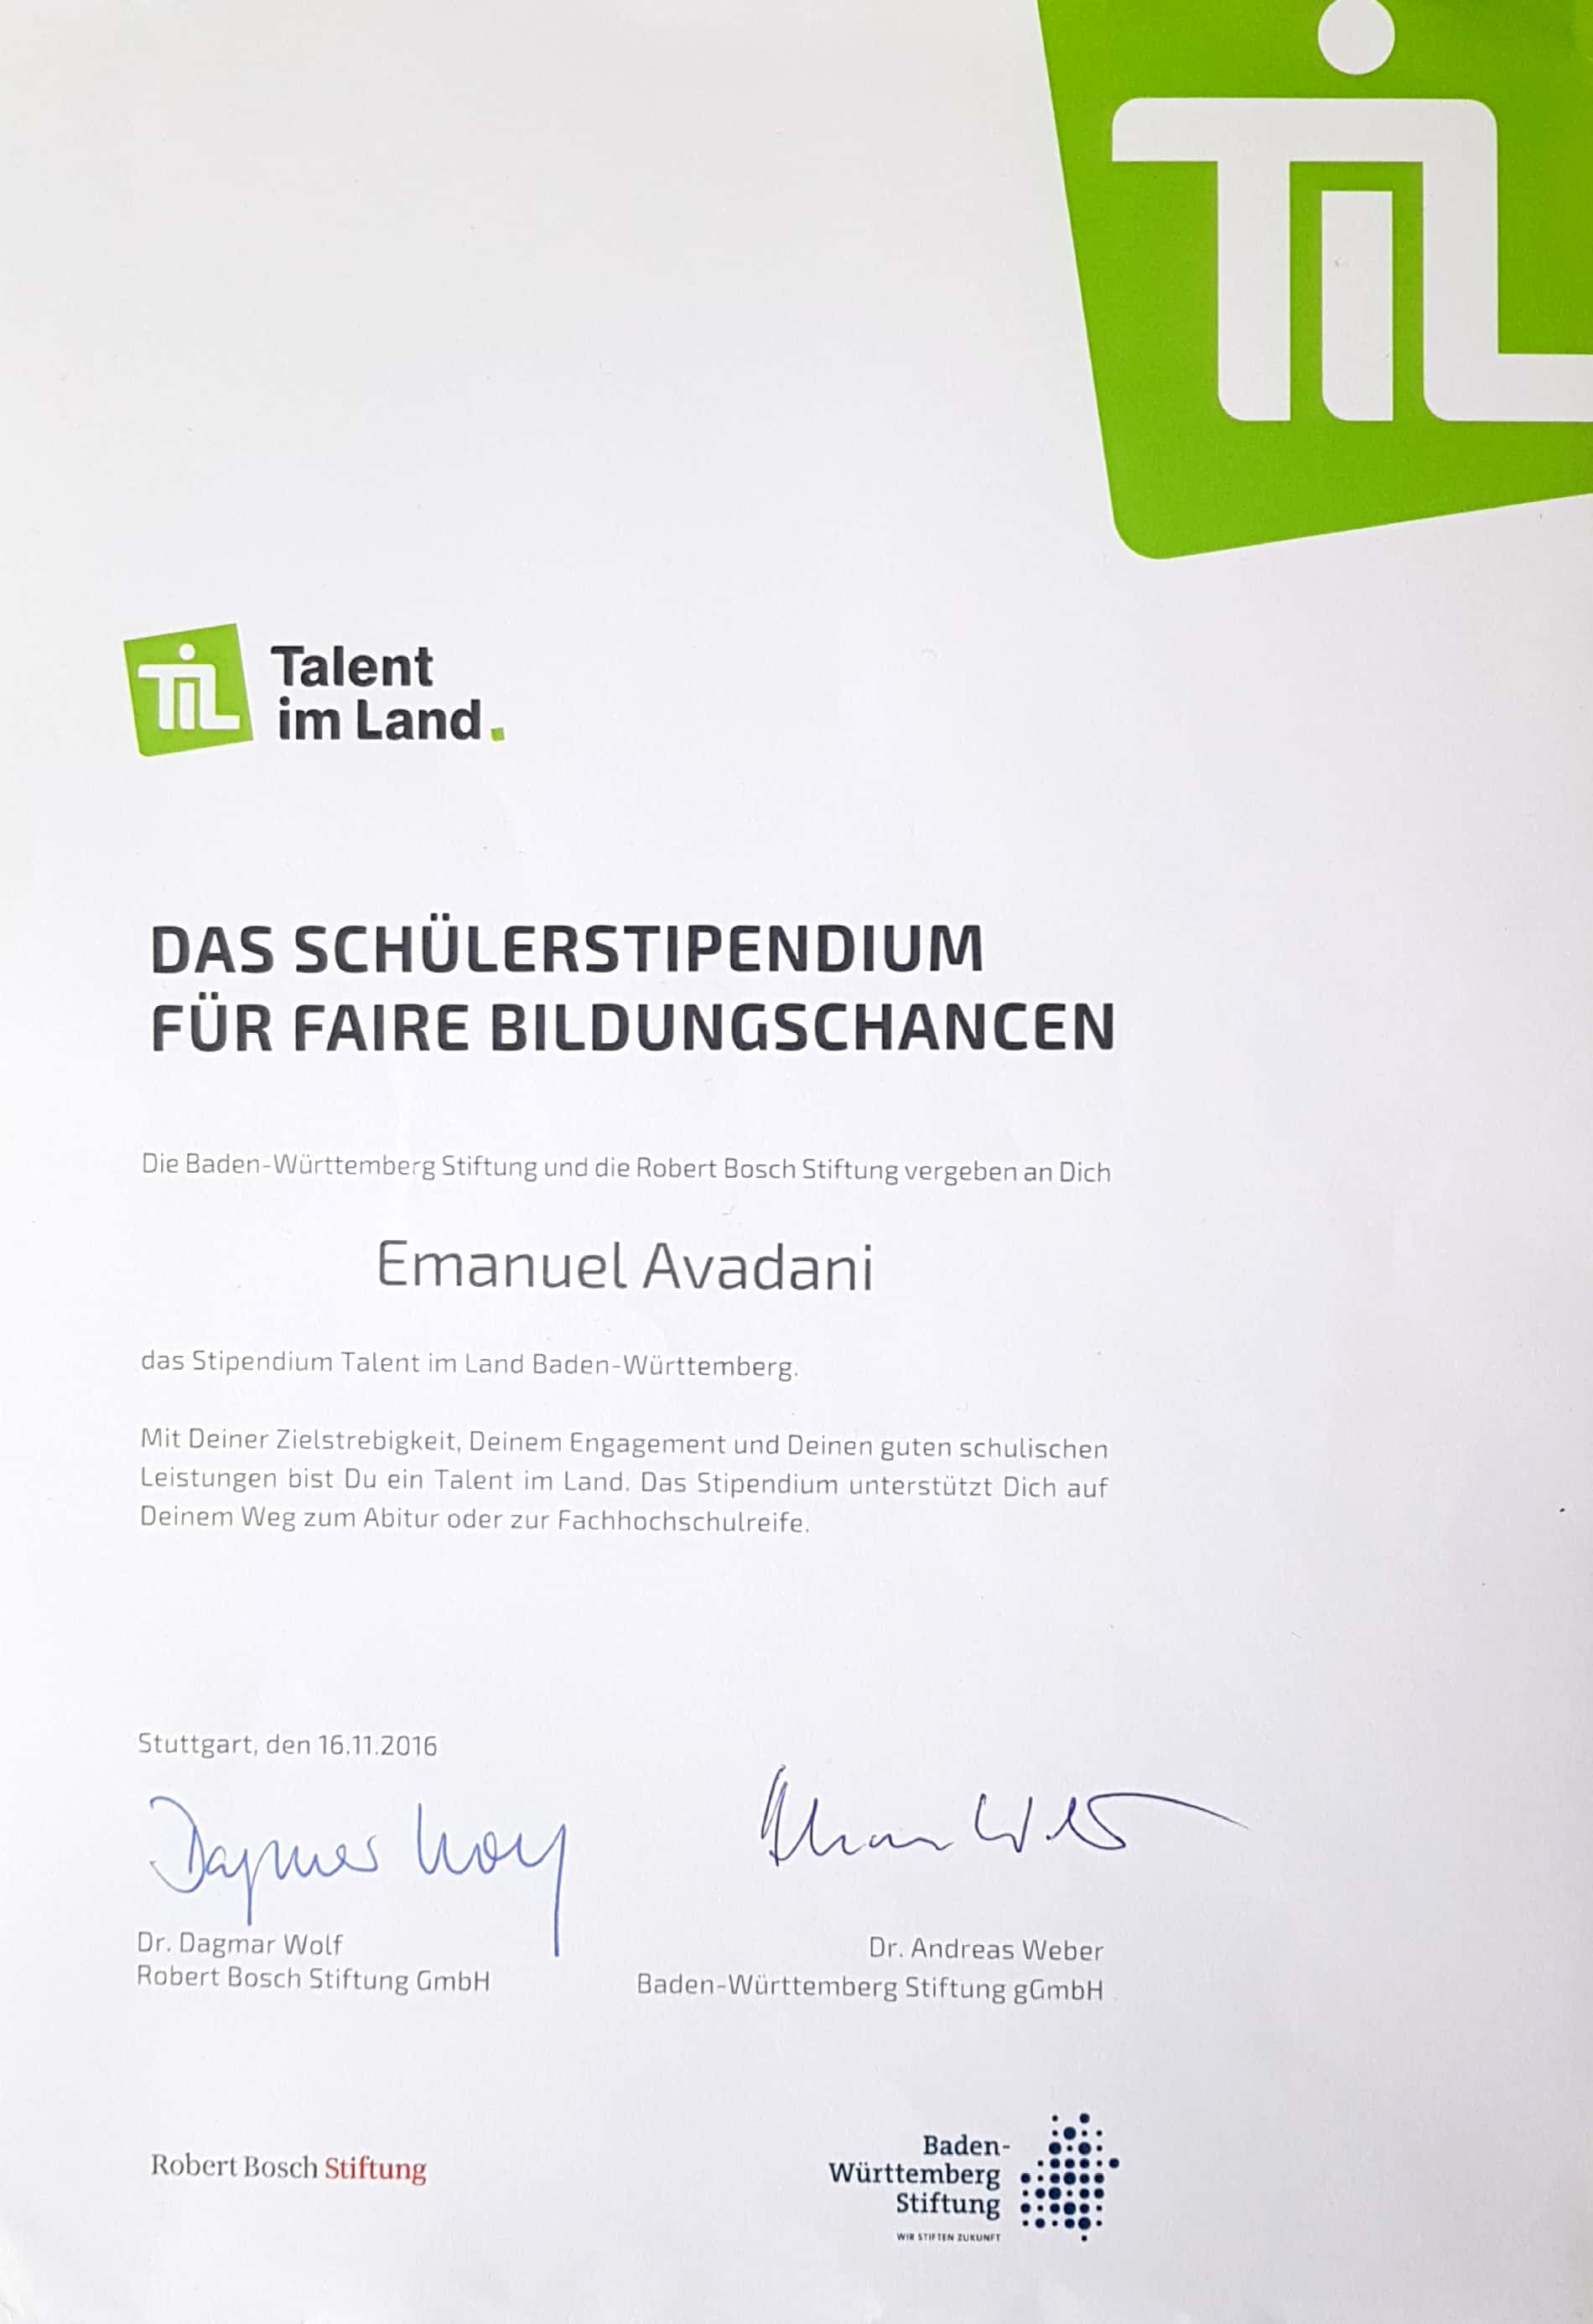 TiL
TiL
Talent
im Land.
DAS SCHÜLERSTIPENDIUM
FÜR FAIRE BILDUNGSCHANCEN
Die Baden-Württemberg Stiftung und die Robert Bosch Stiftung vergeben an Dich
Emanuel Avadani
das Stipendium Talent im Land Baden-Württemberg.
Mit Deiner Zielstrebigkeit, Deinem Engagement und Deinen guten schulischen
Leistungen bist Du ein Talent im Land. Das Stipendium unterstützt Dich auf
Deinem Weg zum Abitur oder zur Fachhochschulreife.
Stuttgart, den 16.11.2016
Dr. Dagmar Wolf
Robert Bosch Stiftung GmbH
Dr. Andreas Weber
Baden-Württemberg Stiftung gGmbH
Robert Bosch Stiftung
Baden-
Württemberg
Stiftung
WIR STIFTEN ZUKUNFT